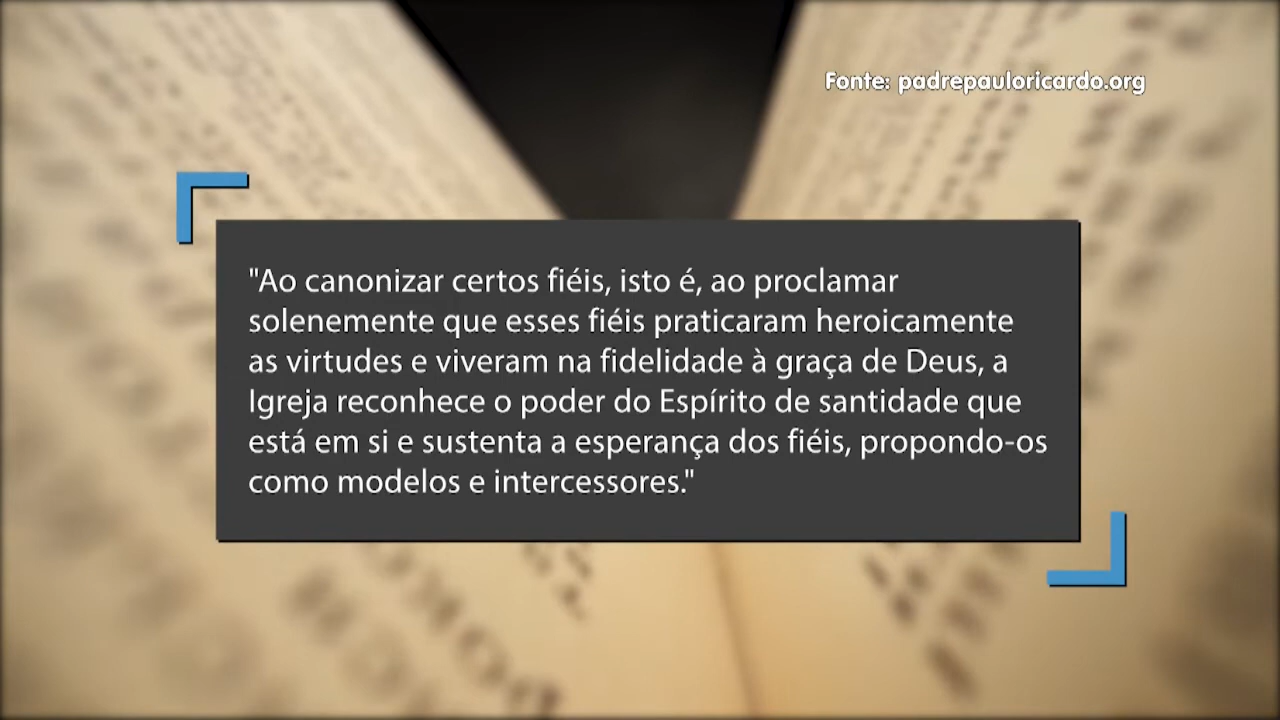 Fonte: padrepauloricardo.org
"Ao canonizar certos fiéis, isto é, ao proclamar
solenemente que esses fiéis praticaram heroicamente
as virtudes e viveram na fidelidade à graça de Deus, a
Igreja reconhece o poder do Espírito de santidade que
está em si e sustenta a esperança dos fiéis, propondo-os
como modelos e intercessores."